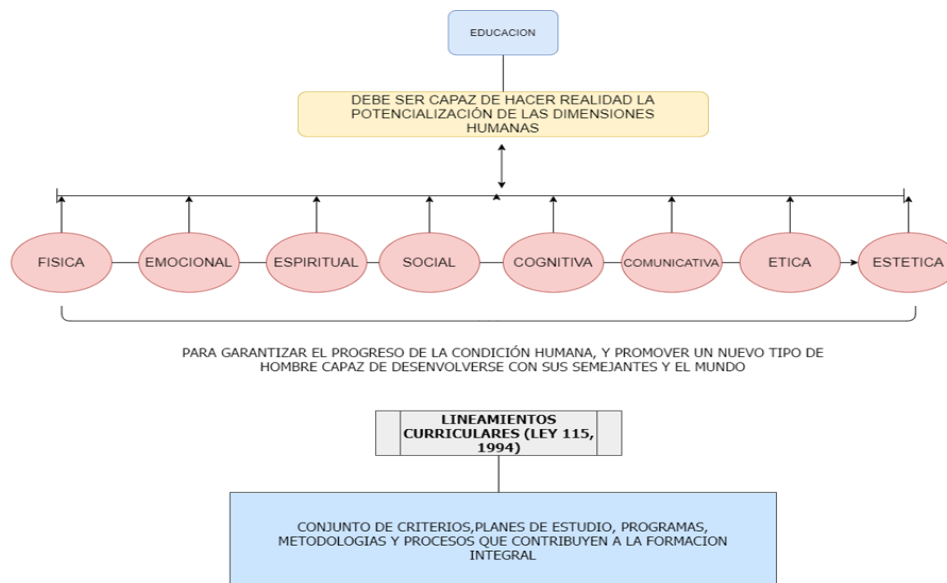 EDUCACION
DEBE SER CAPAZ DE HACER REALIDAD LA
POTENCIALIZACIÓN DE LAS DIMENSIONES
HUMANAS
FISICA
EMOCIONAL
ESPIRITUAL
SOCIAL
COGNITIVA
COMUNICATIVA
ETICA
ESTETICA
PARA GARANTIZAR EL PROGRESO DE LA CONDICIÓN HUMANA, Y PROMOVER UN NUEVO TIPO DE
HOMBRE CAPAZ DE DESENVOLVERSE CON SUS SEMEJANTES Y EL MUNDO
LINEAMIENTOS
CURRICULARES (LEY 115,
1994)
CONJUNTO DE CRITERIOS,PLANES DE ESTUDIO, PROGRAMAS,
METODOLOGIAS Y PROCESOS QUE CONTRIBUYEN A LA FORMACION
INTEGRAL